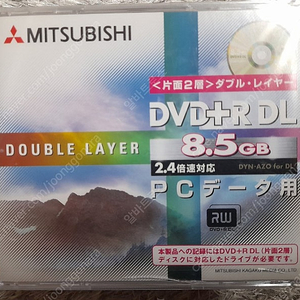 MITSUBISHI
<片面2層>ダブル・レイヤー
DVD+R DL
8.5GB
DOUBLE LAYER
2.4倍速対応
DYN-AZO for DL
PCデータ用
RW
DVD+R DL
本製品への記録にはDVD+R DL(片面2層)
ディスクに対応したドライブが必要です。
MITSUBISHI KAGAKU MEDIA CO., LTD.